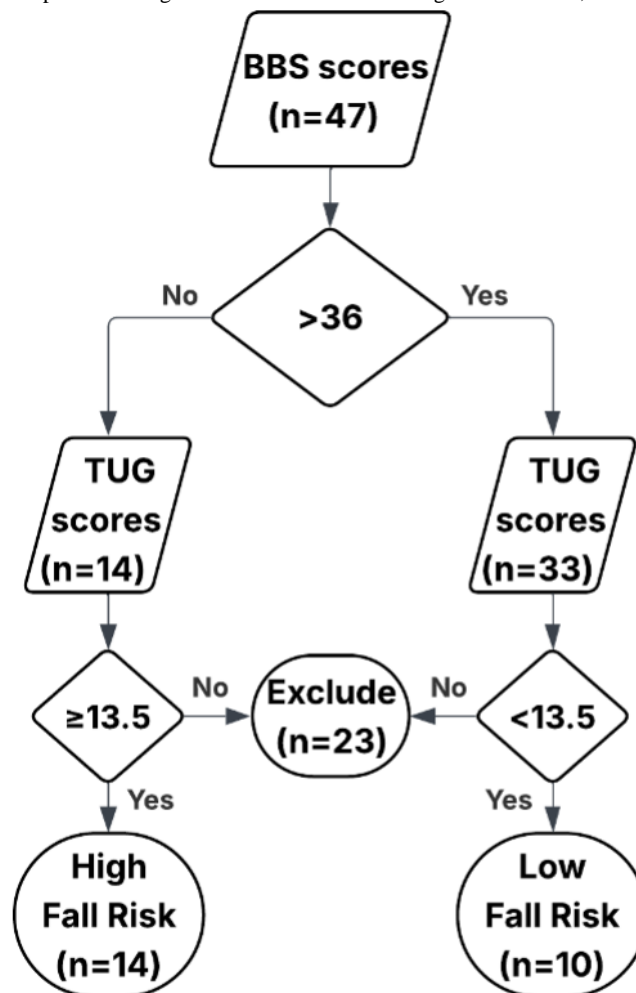 BBS scores
(n=47)
>36
No
Yes
TUG
scores
(n=14)
TUG
scores
(n=33)
≥13.5
No
Exclude
(n=23)
No
<13.5
Yes
Yes
High
Fall Risk
(n=14)
Low
Fall Risk
(n=10)